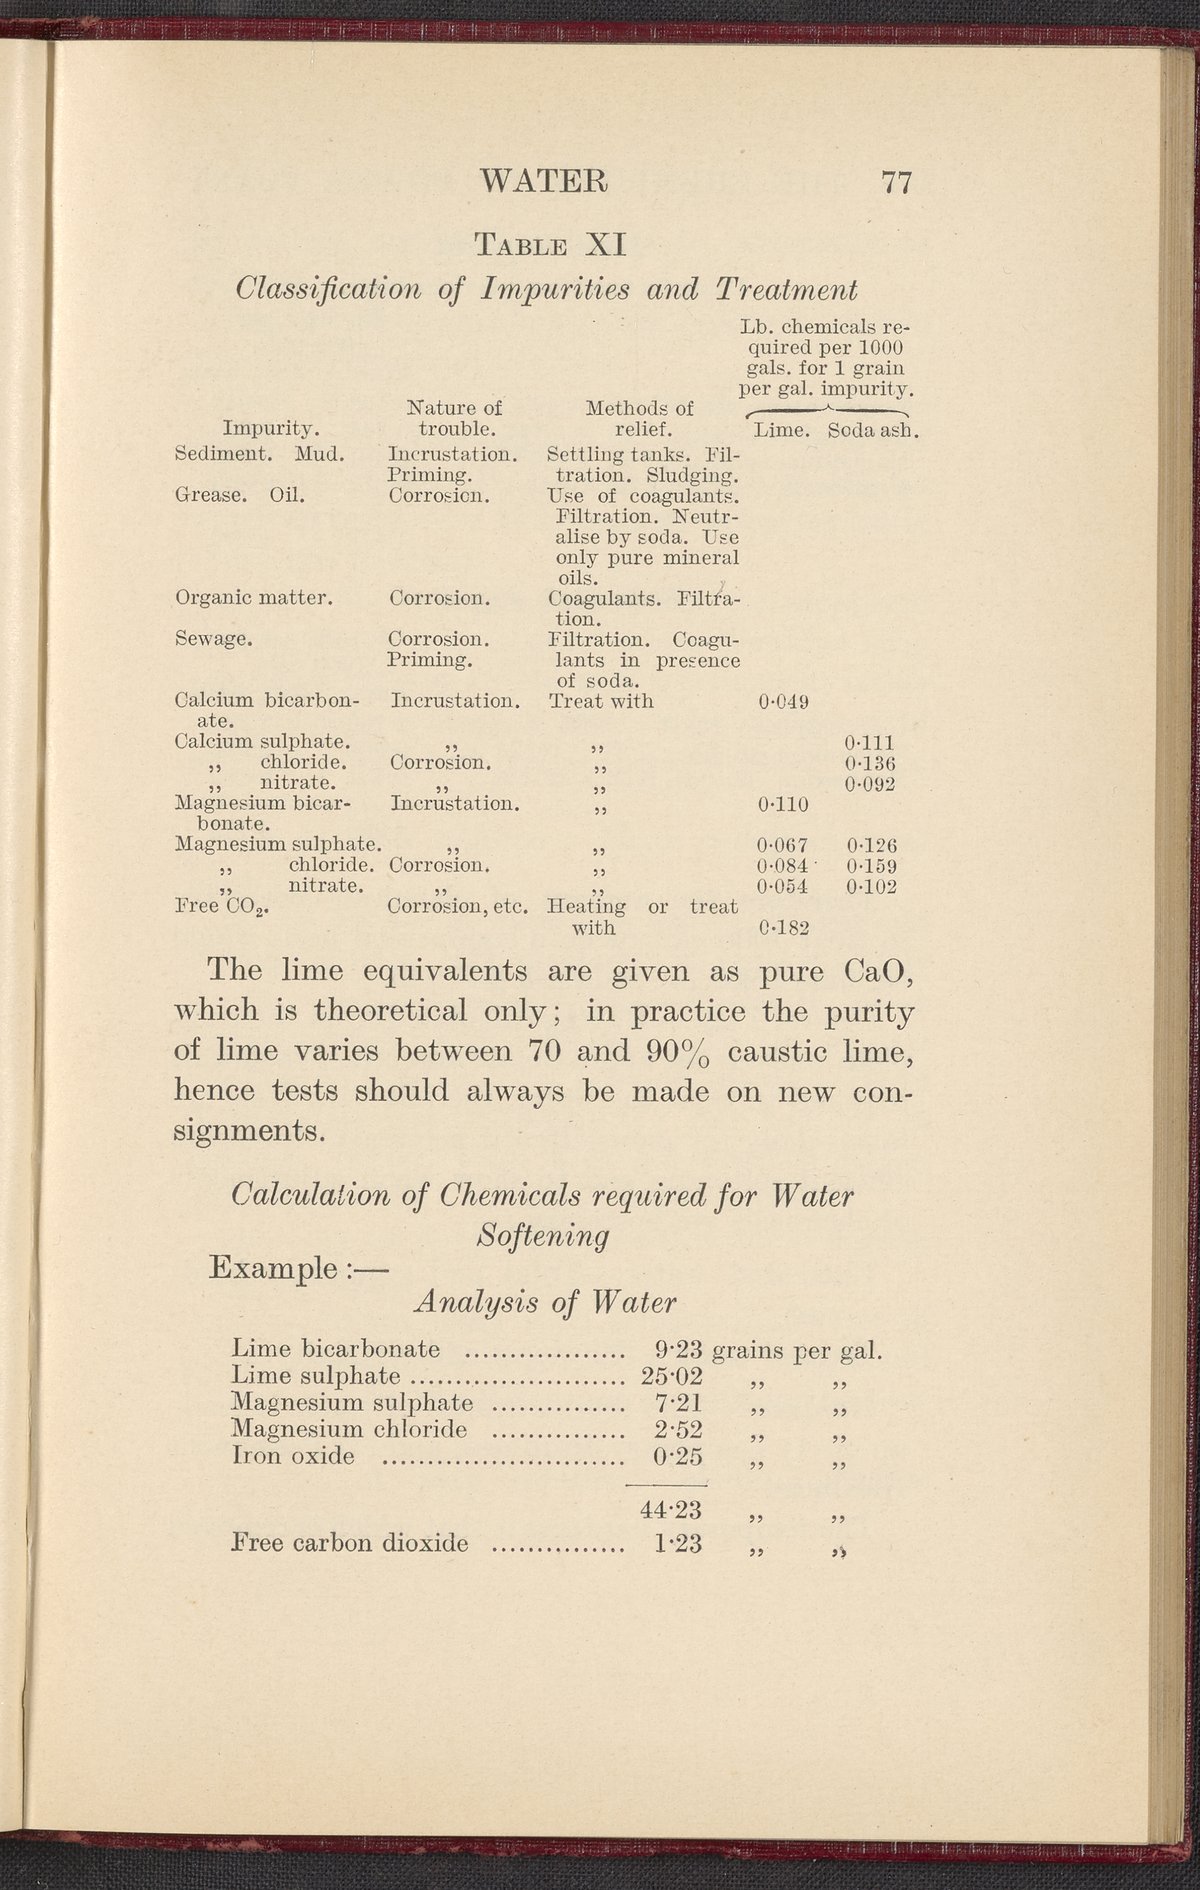 WATER 77
TABLE XI
Classification of Impurities and Treatment
Lb. chemicals re-
quired per 1000
gals. for 1 grain
per gal. impurity.
Nature of Methods of
Impurity. trouble. relief. Lime. Soda ash.
Sediment. Mud. Incrustation. Settling tanks. Fil-
Priming. tration. Sludging.
Grease. Oil. Corrosion. Use of coagulants.
Filtration. Neutr-
alise by soda. Use
only pure mineral
oils.
Organic matter. Corrosion. Coagulants. Filtra-
tion.
Sewage. Corrosion. Filtration. Coagu-
Priming. lants in presence
of soda.
Calcium bicarbon- Incrustation. Treat with 0·049
ate.
Calcium sulphate. ,, ,, 0·111
,, chloride. Corrosion. ,, 0·136
,, nitrate. ,, ,, 0·092
Magnesium bicar- Incrustation. ,, 0·110
bonate.
Magnesium sulphate. ,, ,, 0·067 0·126
,, chloride. Corrosion. ,, 0·084 0·159
,, nitrate. ,, ,, 0·054 0·102
Free CO₂. Corrosion, etc. Heating or treat
with 0·182
The lime equivalents are given as pure CaO,
which is theoretical only; in practice the purity
of lime varies between 70 and 90% caustic lime,
hence tests should always be made on new con-
signments.
Calculation of Chemicals required for Water
Softening
Example :—
Analysis of Water
Lime bicarbonate .................. 9·23 grains per gal.
Lime sulphate ........................ 25·02 ,, ,,
Magnesium sulphate ............... 7·21 ,, ,,
Magnesium chloride ............... 2·52 ,, ,,
Iron oxide ........................... 0·25 ,, ,,
44·23 ,, ,,
Free carbon dioxide ............... 1·23 ,, ,,